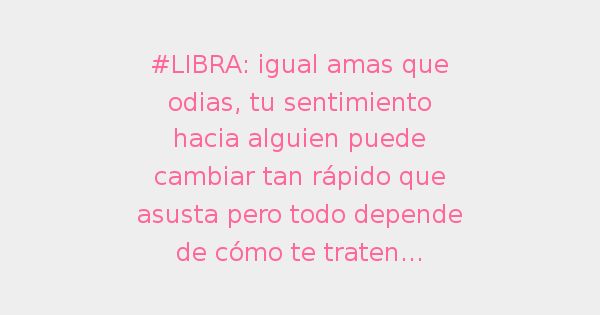 #LIBRA: igual amas que
odias, tu sentimiento
hacia alguien puede
cambiar tan rápido que
asusta pero todo depende
de cómo te traten...